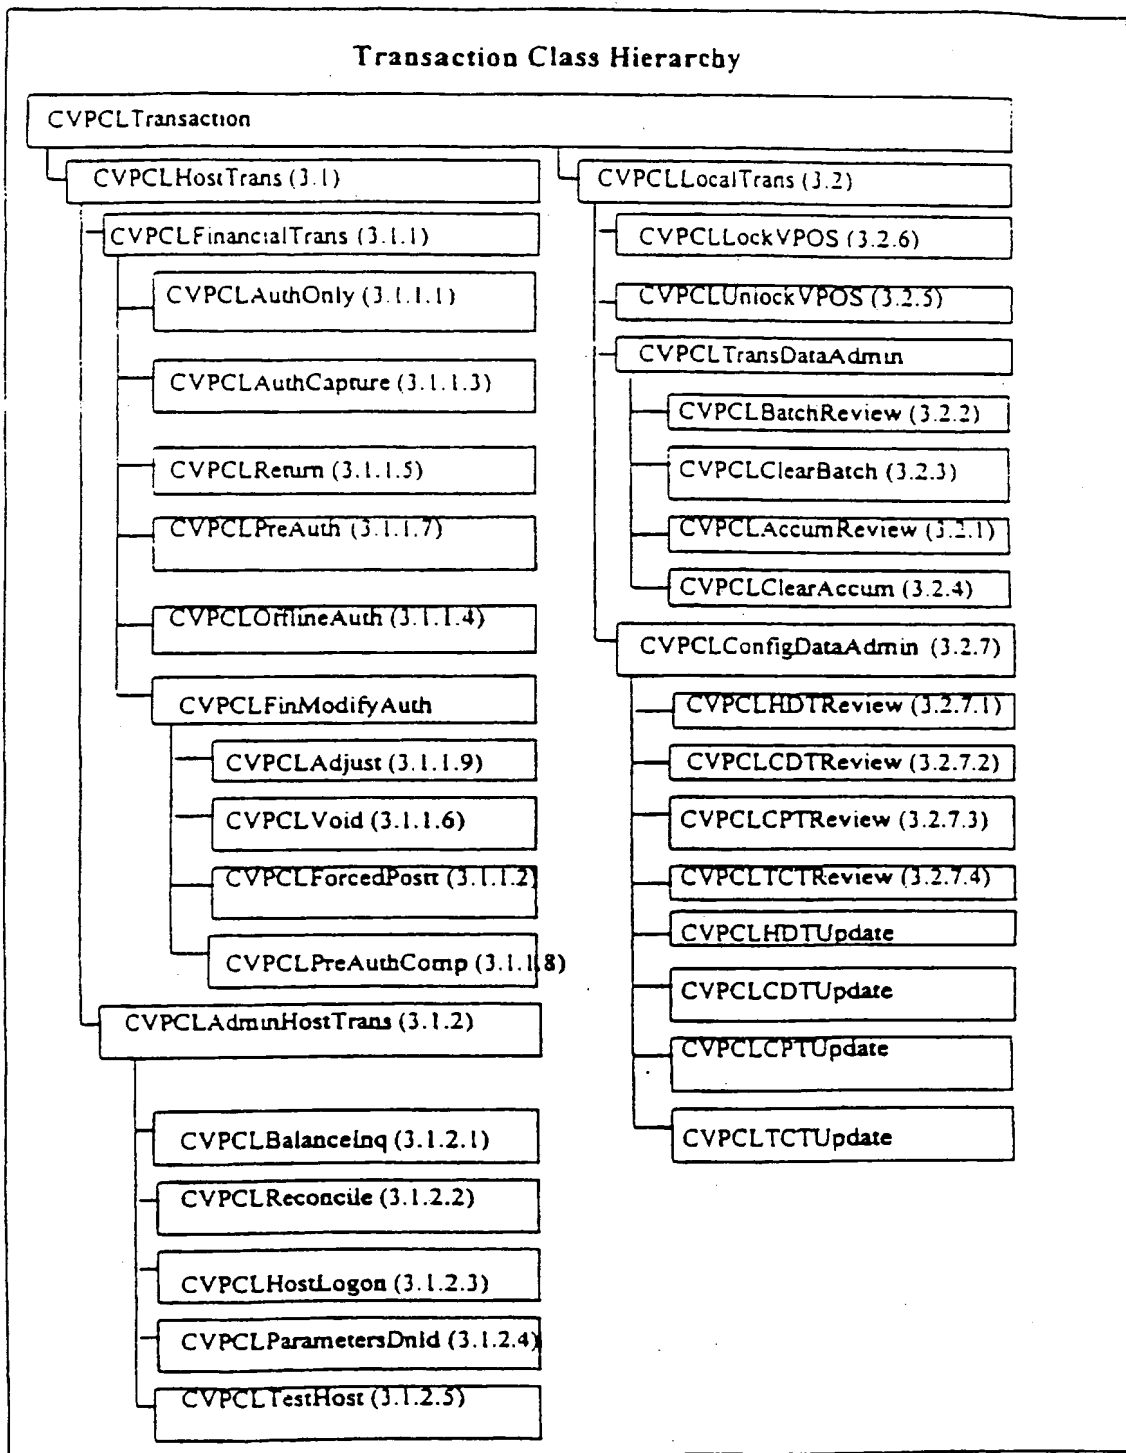 Transaction Class Hierarchy
CVPCLTransaction
CVPCLHostTrans (3.1)
CVPCLFinancialTrans (3.1.1)
CVPCLAuthOnly (3.1.1.1)
CVPCLAuthCapture (3.1.1.3)
CVPCLReturn (3.1.1.5)
CVPCLPreAuth (3.1.1.7)
CVPCLOfflineAuth (3.1.1.4)
CVPCLFinModifyAuth
CVPCLAdjust (3.1.1.9)
CVPCLVoid (3.1.1.6)
CVPCLForcedPostt (3.1.1.2)
CVPCLPreAuthComp (3.1.1.8)
CVPCLAdminHostTrans (3.1.2)
CVPCLBalanceInq (3.1.2.1)
CVPCLReconcile (3.1.2.2)
CVPCLHostLogon (3.1.2.3)
CVPCLParametersDnld (3.1.2.4)
CVPCLTestHost (3.1.2.5)
CVPCLLocalTrans (3.2)
CVPCLLockVPOS (3.2.6)
CVPCLUnlockVPOS (3.2.5)
CVPCLTransDataAdmin
CVPCLBatchReview (3.2.2)
CVPCLClearBatch (3.2.3)
CVPCLAccumReview (3.2.1)
CVPCLClearAccum (3.2.4)
CVPCLConfigDataAdmin (3.2.7)
CVPCLHDTReview (3.2.7.1)
CVPCLCDTReview (3.2.7.2)
CVPCLCPTReview (3.2.7.3)
CVPCLTCTReview (3.2.7.4)
CVPCLHDTUpdate
CVPCLCDTUpdate
CVPCLCPTUpdate
CVPCLTCTUpdate